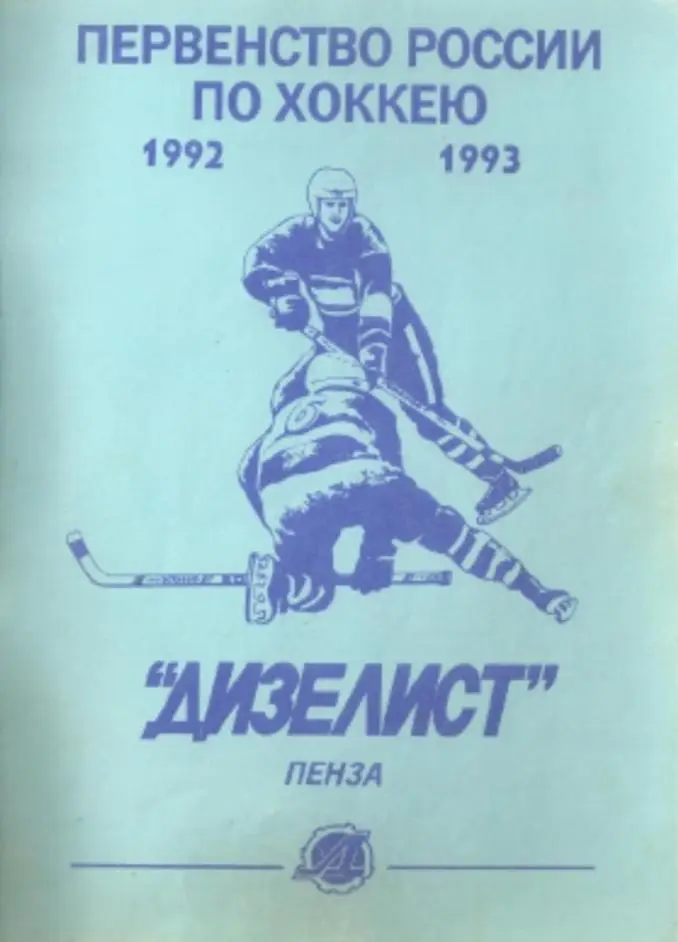 ПЕРВЕНСТВО РОССИИ
ПО ХОККЕЮ
1992 1993
"ДИЗЕЛИСТ"
ПЕНЗА